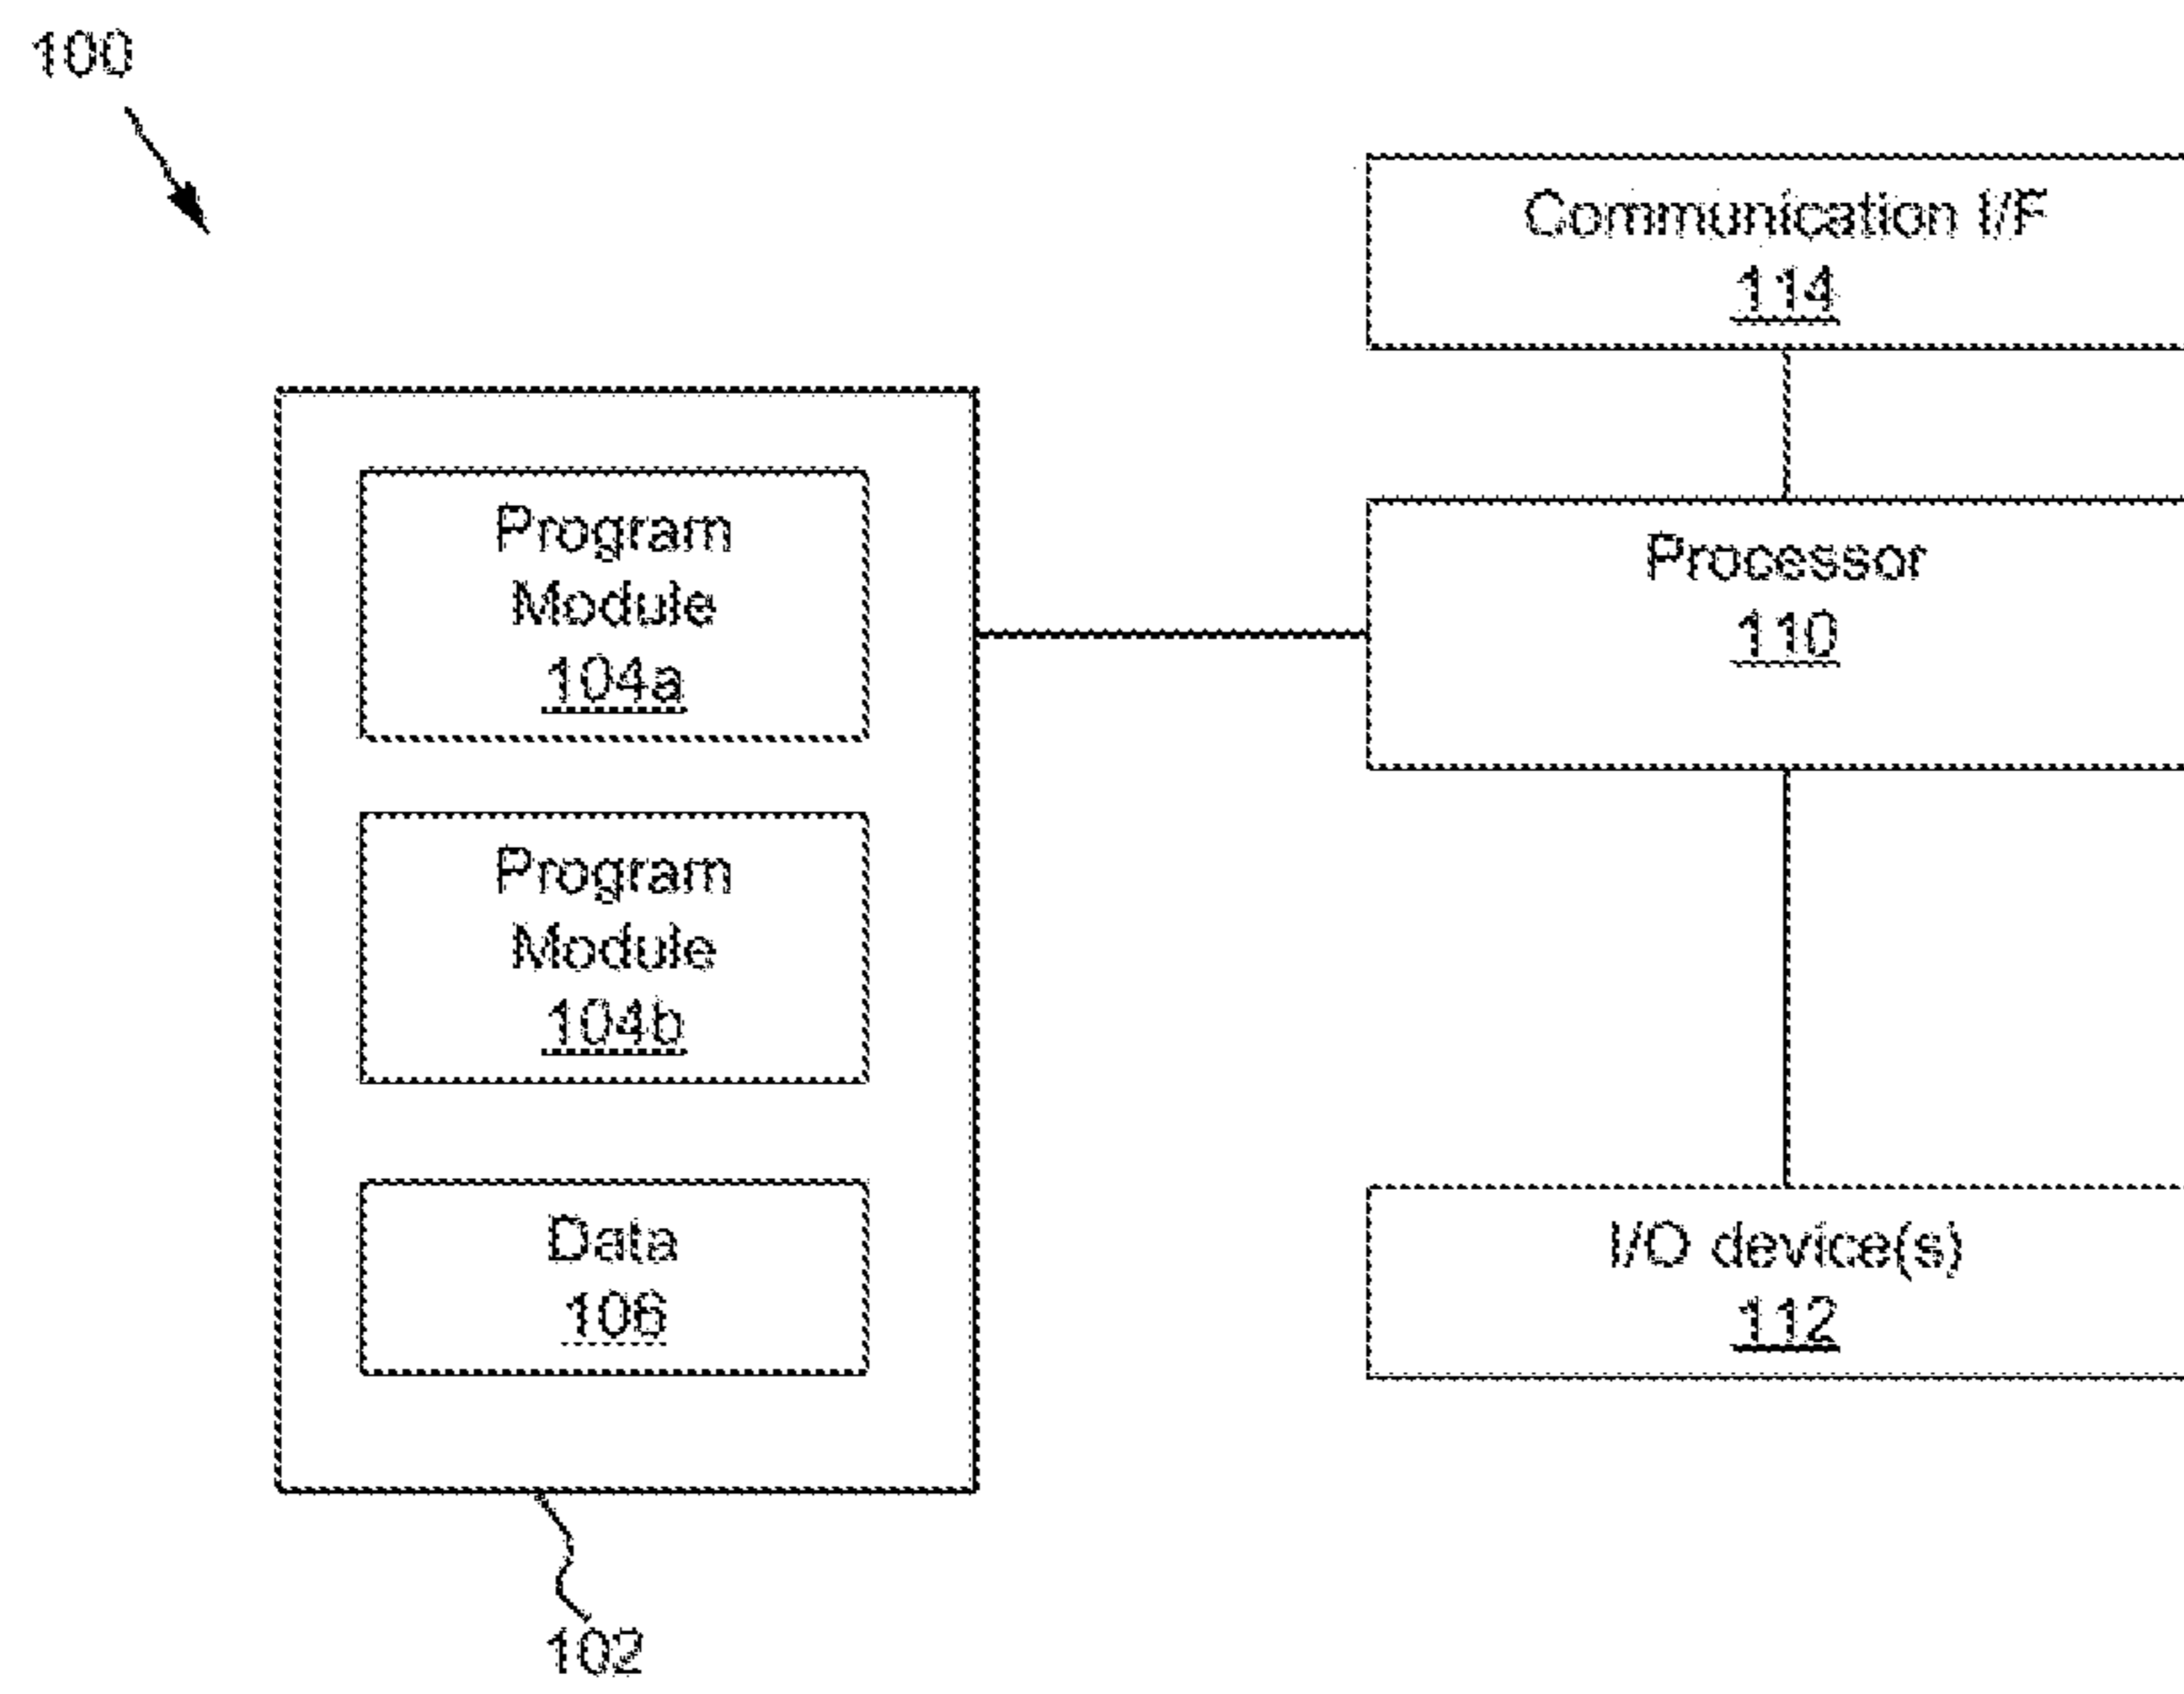 100
Communication I/F
114
Program
Module
104a
Processor
110
Program
Module
104b
Data
106
I/O device(s)
112
102